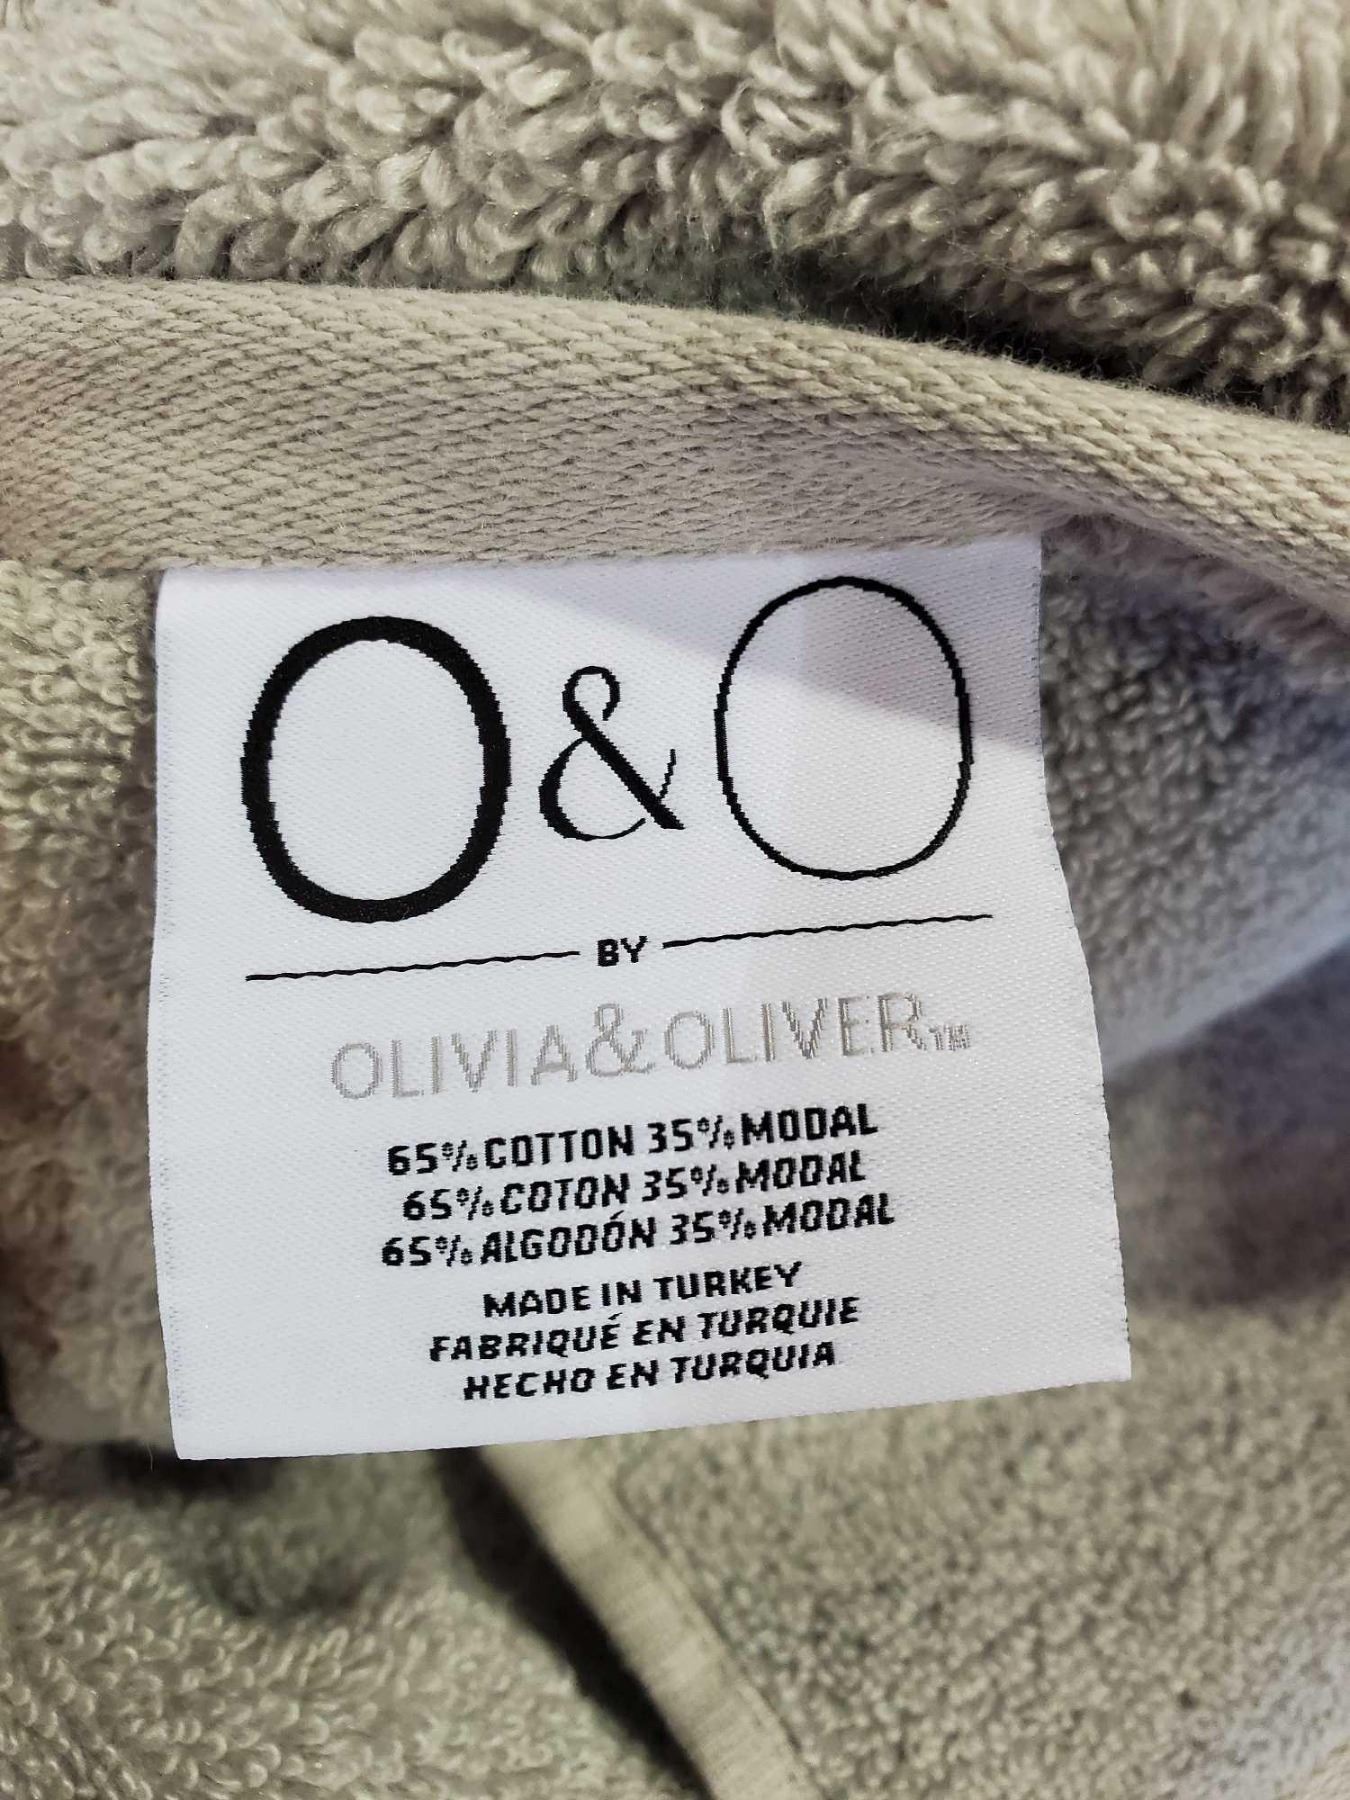 O&O
BY
OLIVIA&OLIVER™
65% COTTON 35% MODAL
65% COTON 35% MODAL
65% ALGODÓN 35% MODAL
MADE IN TURKEY
FABRIQUÉ EN TURQUIE
HECHO EN TURQUIA